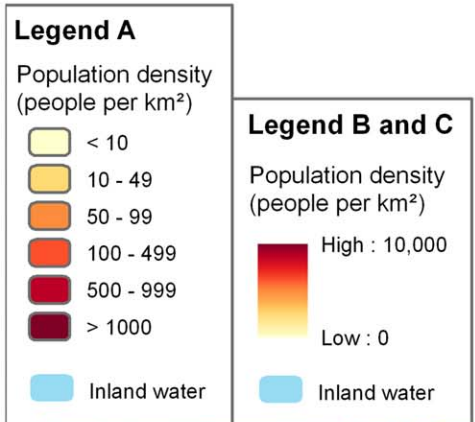 Legend A
Population density
(people per km²)
< 10
10 - 49
50 - 99
100 - 499
500 - 999
> 1000
Inland water
Legend B and C
Population density
(people per km²)
High : 10,000
Low : 0
Inland water